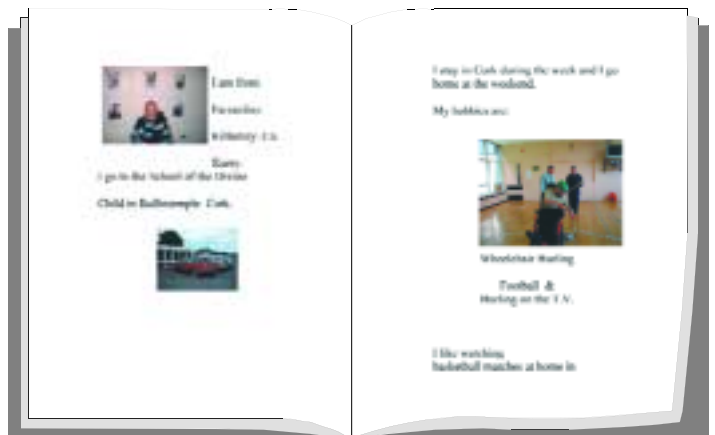 I am from
Killarney Co.
Kerry
I go to the School of the Divine
Child in Ballintemple Cork.
I stay in Cork during the week and I go
home at the weekend.
My hobbies are:
Wheelchair Hurling
Football &
Hurling on the T.V.
I like watching
basketball matches at home in